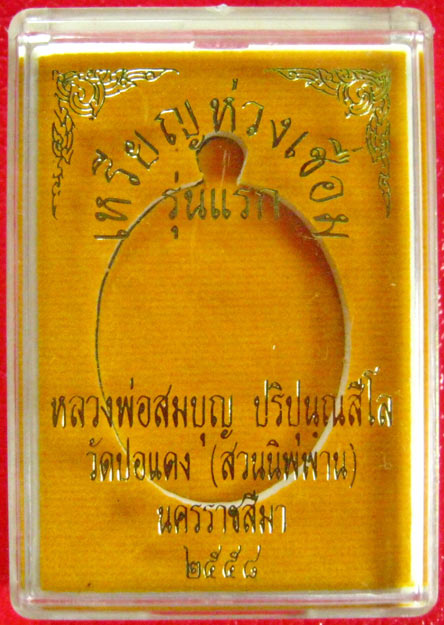 เหรียญห่วงเชื่อม
รุ่นแรก
หลวงพ่อสมบุญ ปริปุนฺณสีโล
วัดปอแดง (สวนนิพพาน)
นครราชสีมา
๒๕๕๘